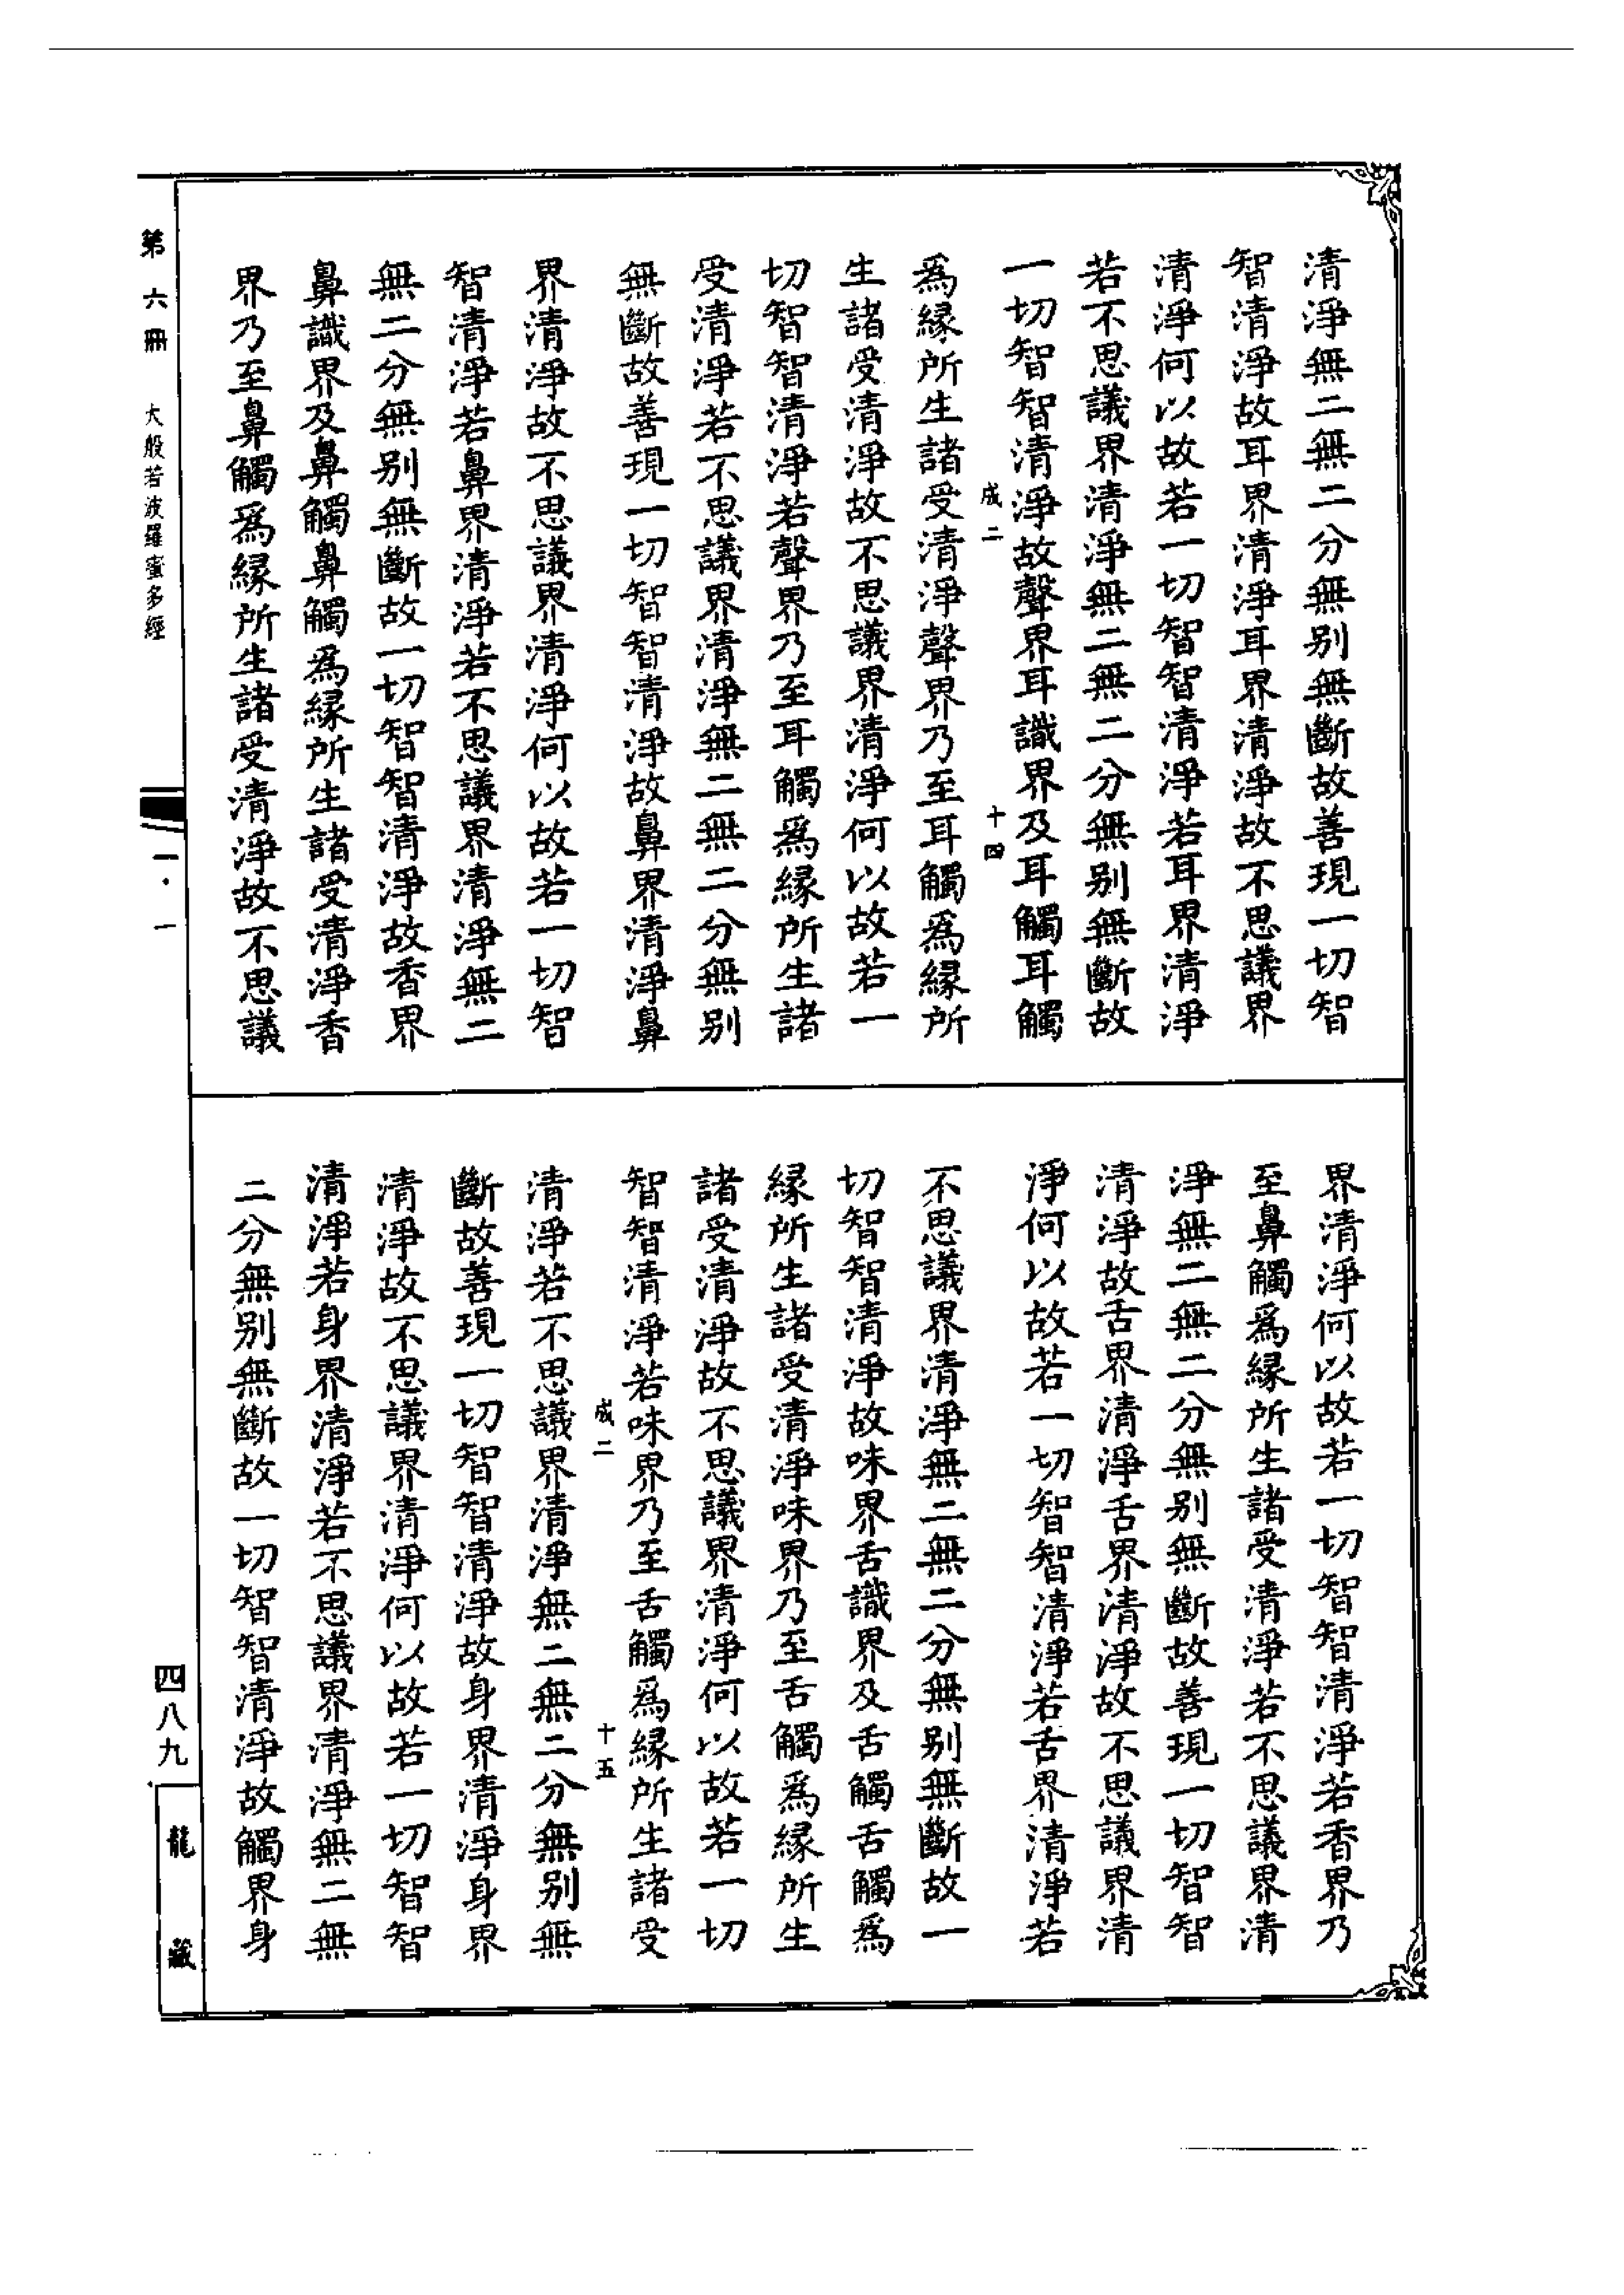 清淨無二無二分無别無斷故善現一切智
智清淨故耳界清淨耳界清淨故不思議界
清淨何以故若一切智智清淨若耳界清淨
若不思議界清淨無二無二分無别無斷故
一切智智清淨故聲界耳識界及耳觸耳觸
成二 十四
爲緣所生諸受清淨聲界乃至耳觸爲緣所
生諸受清淨故不思議界清淨何以故若一
切智智清淨若聲界乃至耳觸爲緣所生諸
受清淨若不思議界清淨無二無二分無别
無斷故善現一切智智清淨故鼻界清淨鼻
界清淨故不思議界清淨何以故若一切智
智清淨若鼻界清淨若不思議界清淨無二
無二分無别無斷故一切智智清淨故香界
鼻識界及鼻觸鼻觸爲緣所生諸受清淨香
界乃至鼻觸爲緣所生諸受清淨故不思議
界清淨何以故若一切智智清淨若香界乃
至鼻觸爲緣所生諸受清淨若不思議界清
淨無二無二分無别無斷故善現一切智智
清淨故舌界清淨舌界清淨故不思議界清
淨何以故若一切智智清淨若舌界清淨若
不思議界清淨無二無二分無别無斷故一
切智智清淨故味界舌識界及舌觸舌觸爲
緣所生諸受清淨味界乃至舌觸爲緣所生
諸受清淨故不思議界清淨何以故若一切
智智清淨若味界乃至舌觸爲緣所生諸受
成二 十五
清淨若不思議界清淨無二無二分無别無
斷故善現一切智智清淨故身界清淨身界
清淨故不思議界清淨何以故若一切智智
清淨若身界清淨若不思議界清淨無二無
二分無别無斷故一切智智清淨故觸界身
第六冊 大般若波羅蜜多經
一·一
四八九
龍藏